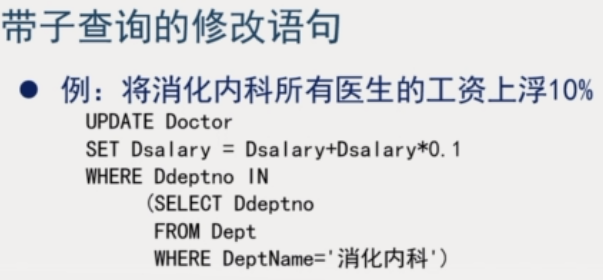 带子查询的修改语句
● 例：将消化内科所有医生的工资上浮10%
UPDATE Doctor
SET Dsalary = Dsalary+Dsalary*0.1
WHERE Ddeptno IN
(SELECT Ddeptno
FROM Dept
WHERE DeptName='消化内科')